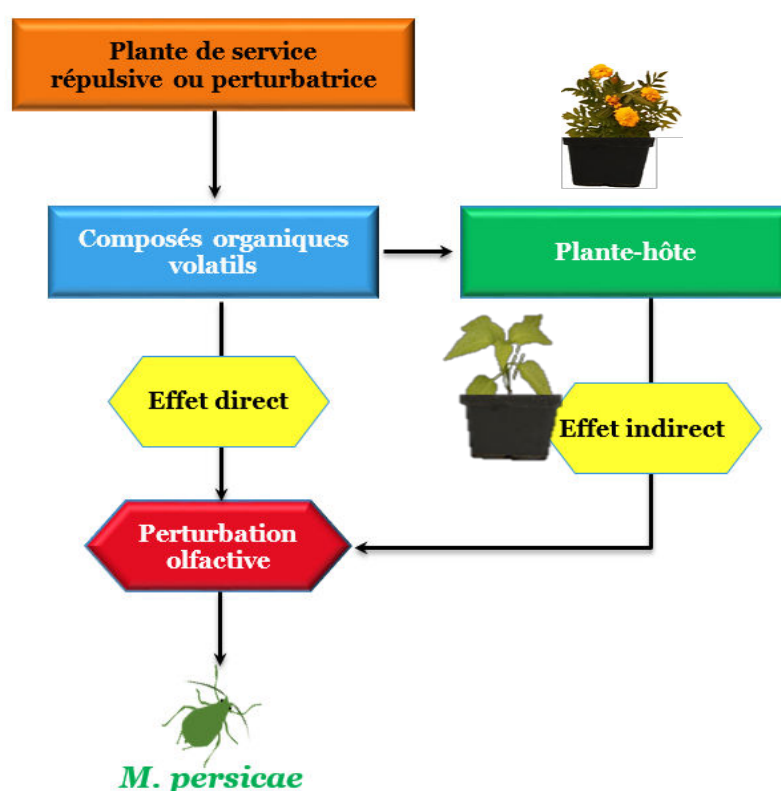 Plante de service
répulsive ou perturbatrice
Composés organiques
volatils
Plante-hôte
Effet direct
Effet indirect
Perturbation
olfactive
M. persicae